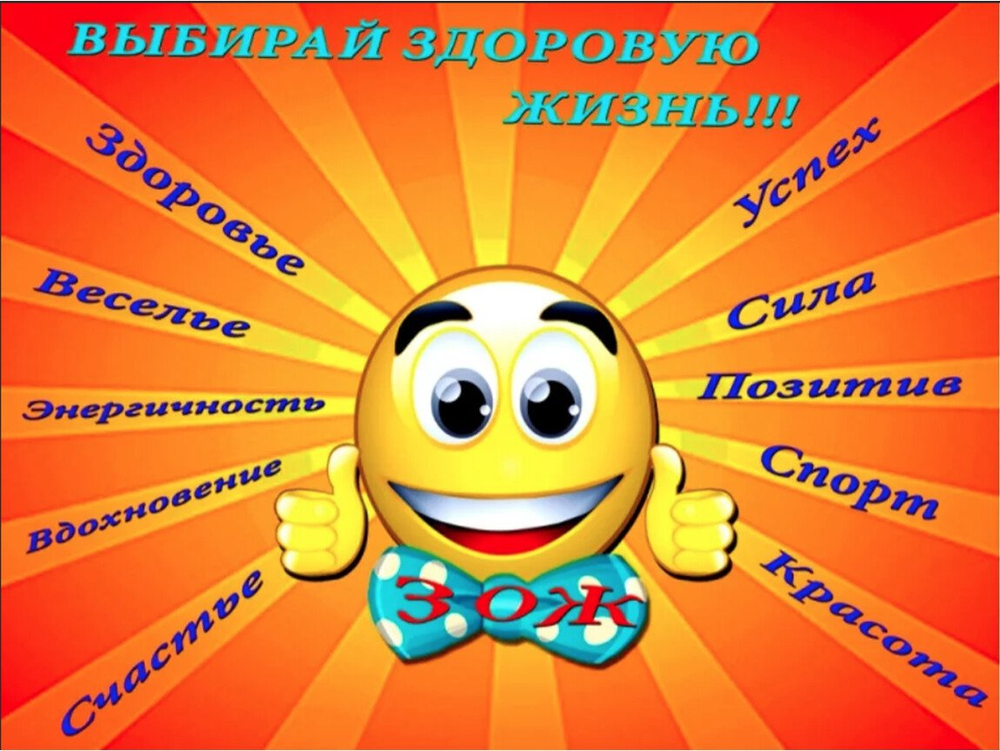 ВЫБИРАЙ ЗДОРОВУЮ
ЖИЗНЬ!!!
Здоровье
Веселье
Энергичность
Вдохновение
Счастье
Успех
Сила
Позитив
Спорт
Красота
ЗОЖ